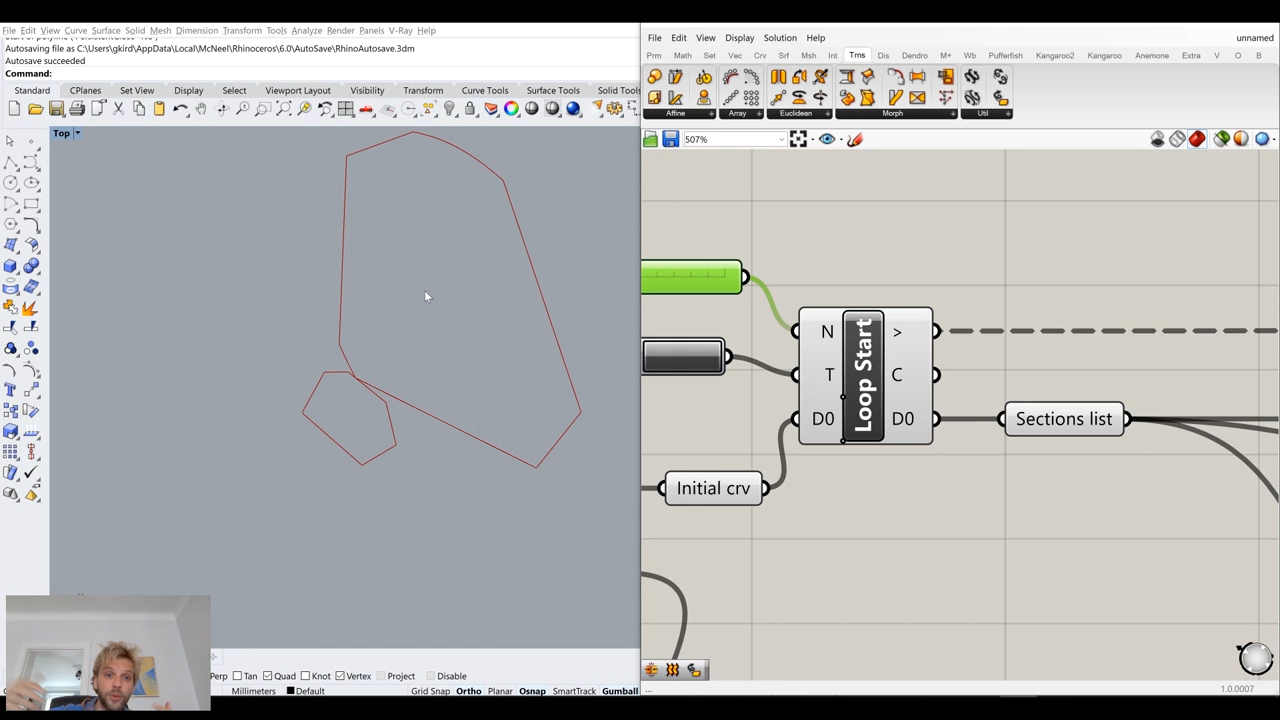 File Edit View Curve Surface Solid Mesh Dimension Transform Tools Analyze Render Panels V-Ray Help
Autosaving file as C:\Users\gkird\AppData\Local\McNeel\Rhinoceros\6.0\AutoSave\RhinoAutosave.3dm
Autosave succeeded
Command:
Standard CPlanes Set View Display Select Viewport Layout Visibility Transform Curve Tools Surface Tools Solid Tools
Top
Perp Tan Quad Knot Vertex Project Disable
Millimeters Default Grid Snap Ortho Planar Osnap SmartTrack Gumball
File Edit View Display Solution Help unnamed
Prm Math Set Vec Crv Srf Msh Int Trns Dis Dendro M+ Wb Pufferfish Kangaroo2 Kangaroo Extra V O B
Affine Array Euclidean Morph Util
507%
N Loop Start >
T C
D0 D0
Sections list
Initial crv
...
1.0.0007